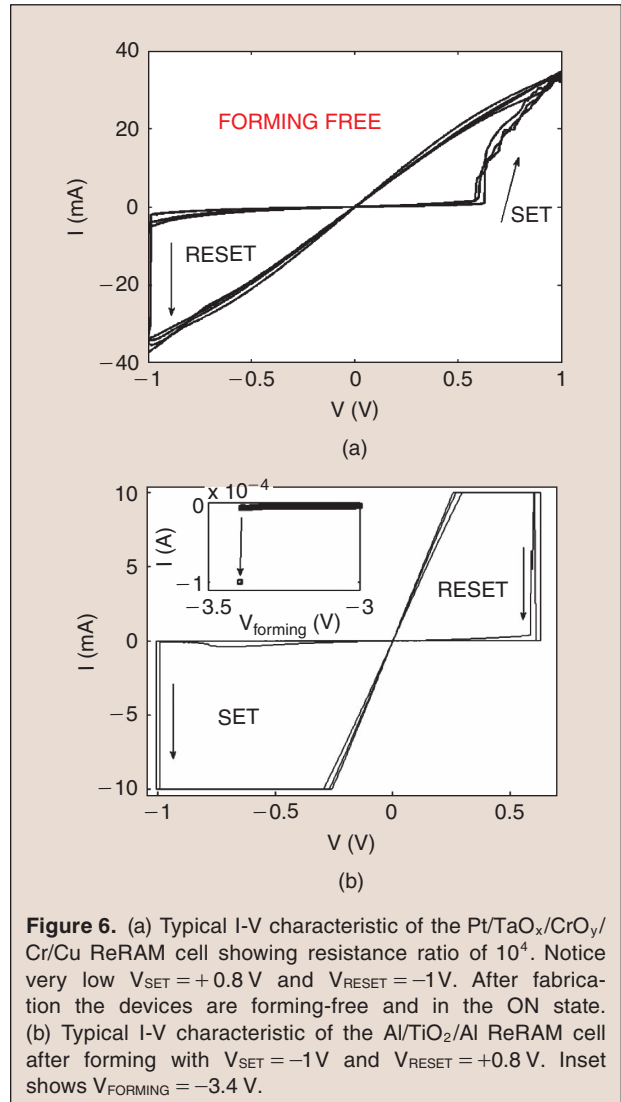 40
20
0
−20
−40
I (mA)
FORMING FREE
SET
RESET
−1 −0.5 0 0.5 1
V (V)
(a)
× 10−4
0
−1
I (A)
−3.5 −3
Vforming (V)
10
5
0
−5
−10
I (mA)
RESET
SET
−1 −0.5 0 0.5
V (V)
(b)
Figure 6. (a) Typical I-V characteristic of the Pt/TaOx/CrOy/
Cr/Cu ReRAM cell showing resistance ratio of 10⁴. Notice
very low VSET = +0.8 V and VRESET = −1V. After fabrica-
tion the devices are forming-free and in the ON state.
(b) Typical I-V characteristic of the Al/TiO₂/Al ReRAM cell
after forming with VSET = −1V and VRESET = +0.8 V. Inset
shows VFORMING = −3.4 V.